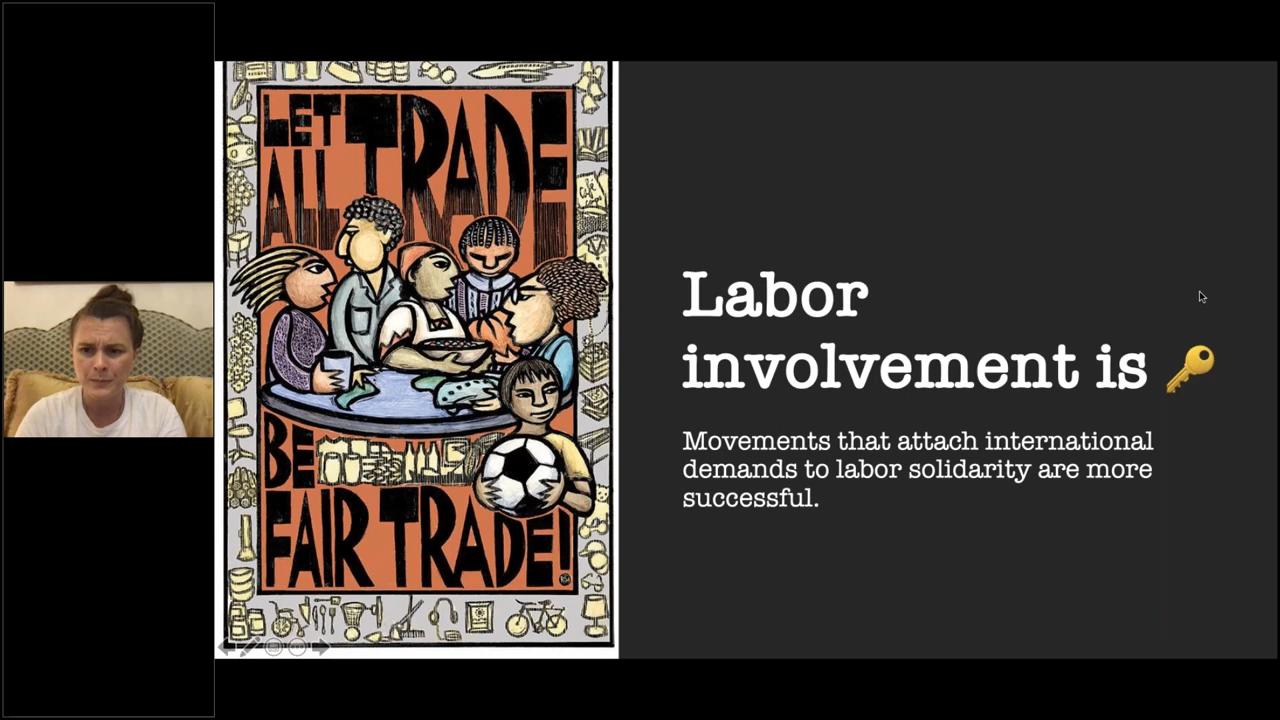 LET
ALL TRADE
BE
FAIR TRADE!
Labor
involvement is 🔑
Movements that attach international
demands to labor solidarity are more
successful.